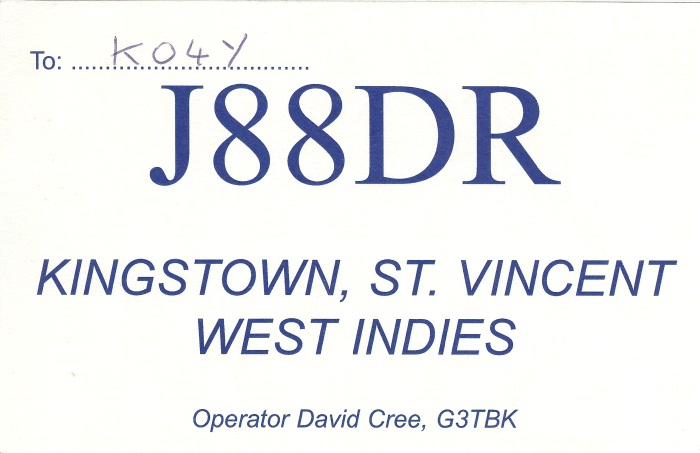 To: K04Y
J88DR
KINGSTOWN, ST. VINCENT
WEST INDIES
Operator David Cree, G3TBK